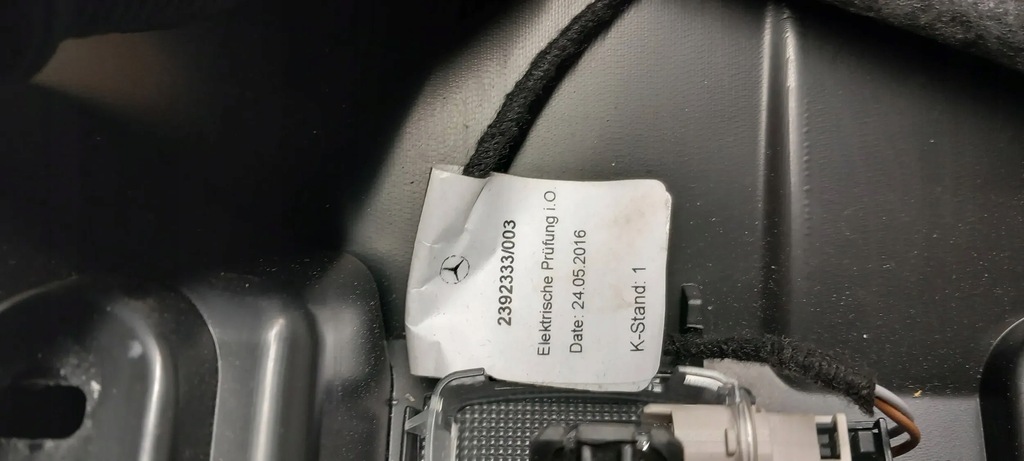 2392333/003
Elektrische Prüfung i.O.
Date: 24.05.2016
K-Stand: 1